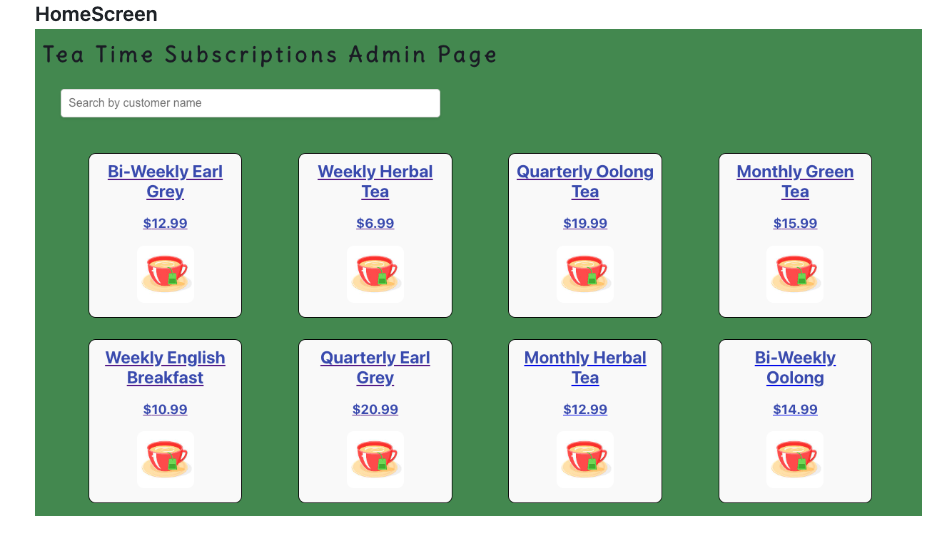 HomeScreen
Tea Time Subscriptions Admin Page
Search by customer name
Bi-Weekly Earl
Grey
$12.99
Weekly Herbal
Tea
$6.99
Quarterly Oolong
Tea
$19.99
Monthly Green
Tea
$15.99
Weekly English
Breakfast
$10.99
Quarterly Earl
Grey
$20.99
Monthly Herbal
Tea
$12.99
Bi-Weekly
Oolong
$14.99